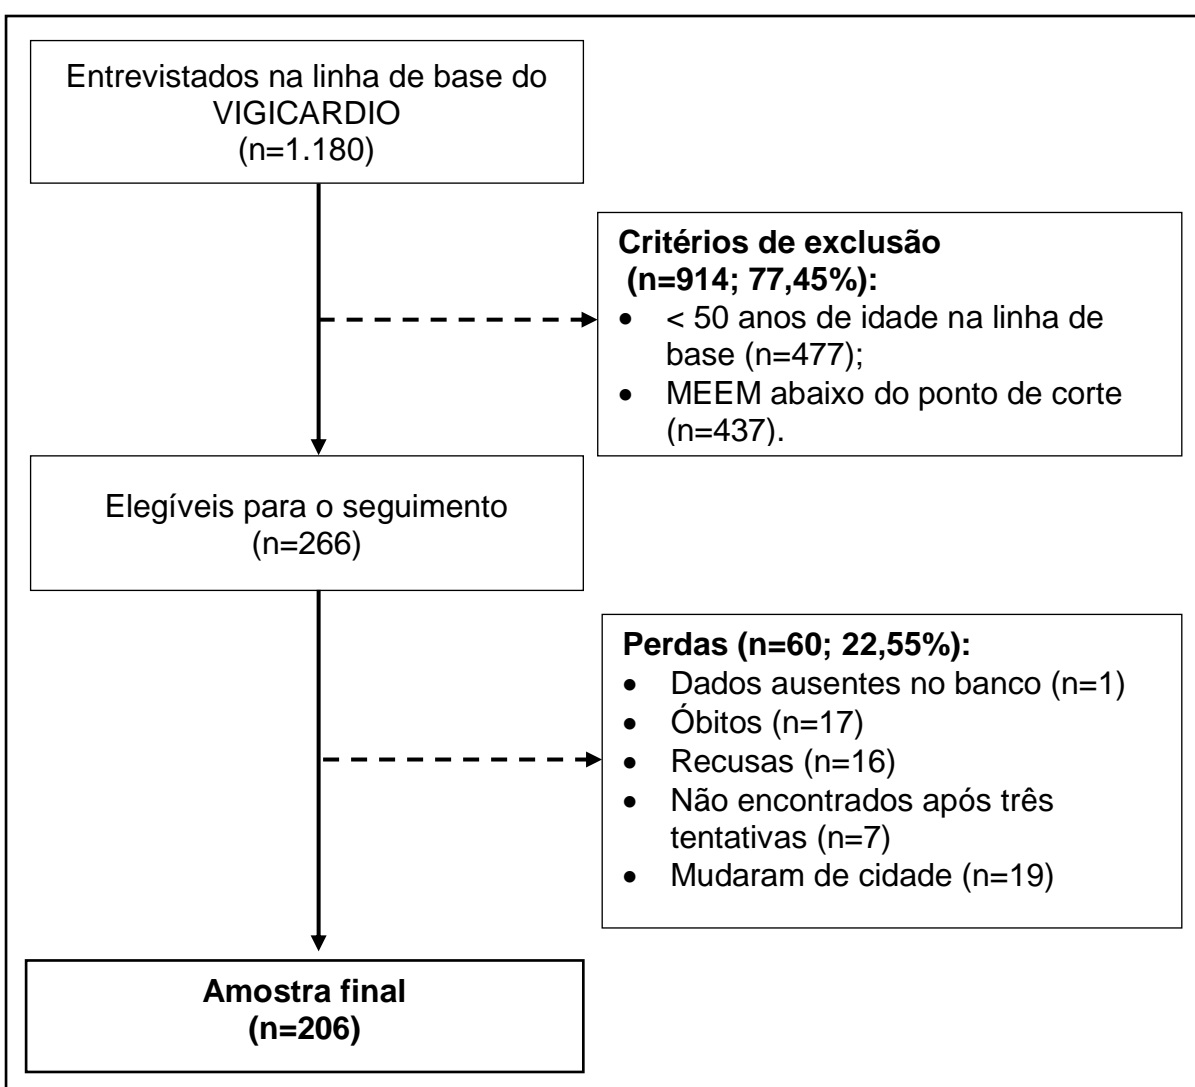 Entrevistados na linha de base do
VIGICARDIO
(n=1.180)
Critérios de exclusão
(n=914; 77,45%):
• < 50 anos de idade na linha de
base (n=477);
• MEEM abaixo do ponto de corte
(n=437).
Elegíveis para o seguimento
(n=266)
Perdas (n=60; 22,55%):
• Dados ausentes no banco (n=1)
• Óbitos (n=17)
• Recusas (n=16)
• Não encontrados após três
tentativas (n=7)
• Mudaram de cidade (n=19)
Amostra final
(n=206)